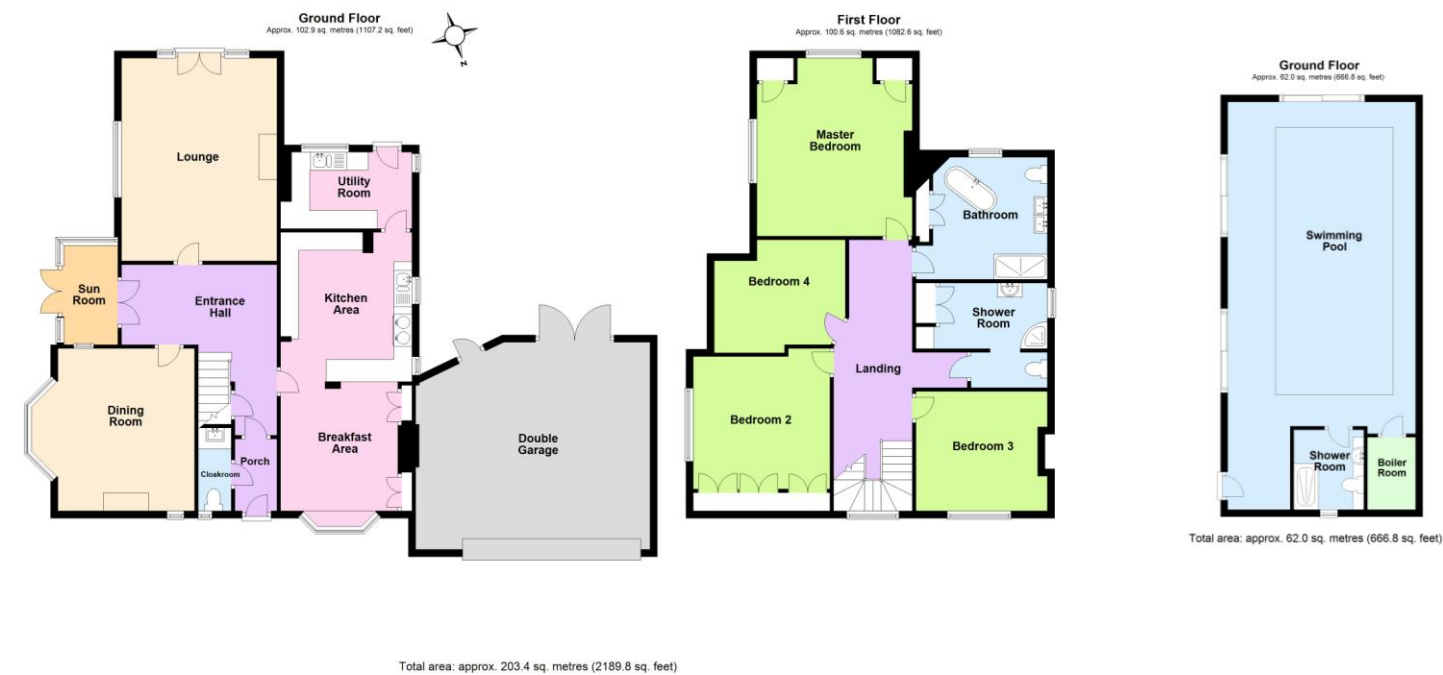 Ground Floor
Approx. 102.9 sq. metres (1107.2 sq. feet)
N
Lounge
Utility
Room
Sun
Room
Entrance
Hall
Kitchen
Area
Dining
Room
Breakfast
Area
Cloakroom
Porch
Double
Garage
First Floor
Approx. 100.6 sq. metres (1082.6 sq. feet)
Master
Bedroom
Bathroom
Bedroom 4
Shower
Room
Landing
Bedroom 2
Bedroom 3
Ground Floor
Approx. 62.0 sq. metres (666.8 sq. feet)
Swimming
Pool
Shower
Room
Boiler
Room
Total area: approx. 62.0 sq. metres (666.8 sq. feet)
Total area: approx. 203.4 sq. metres (2189.8 sq. feet)